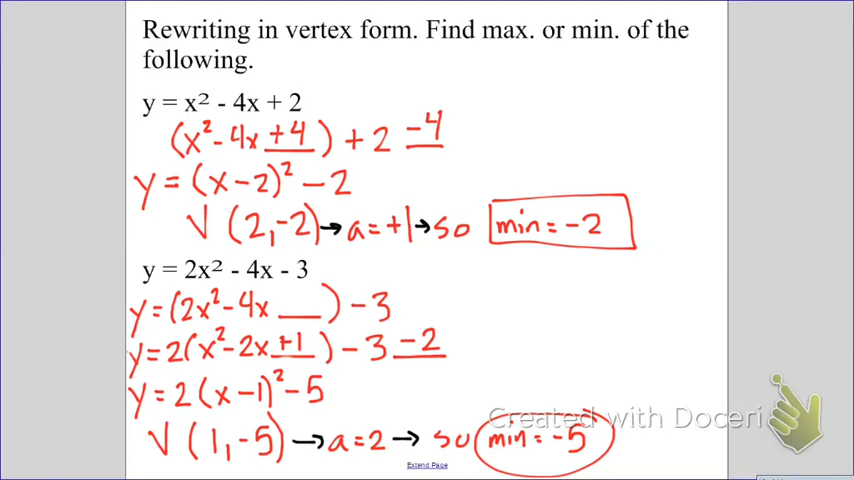 Rewriting in vertex form. Find max. or min. of the
following.
y = x² - 4x + 2
(x² - 4x +4) + 2 -4
y = (x - 2)² - 2
V (2, -2) → a = +1 → so min = -2
y = 2x² - 4x - 3
y = (2x² - 4x ___) - 3
y = 2(x² - 2x +1) - 3 -2
y = 2(x - 1)² - 5
Created with Doceri
V (1, -5) → a = 2 → so min = -5
Extend Page